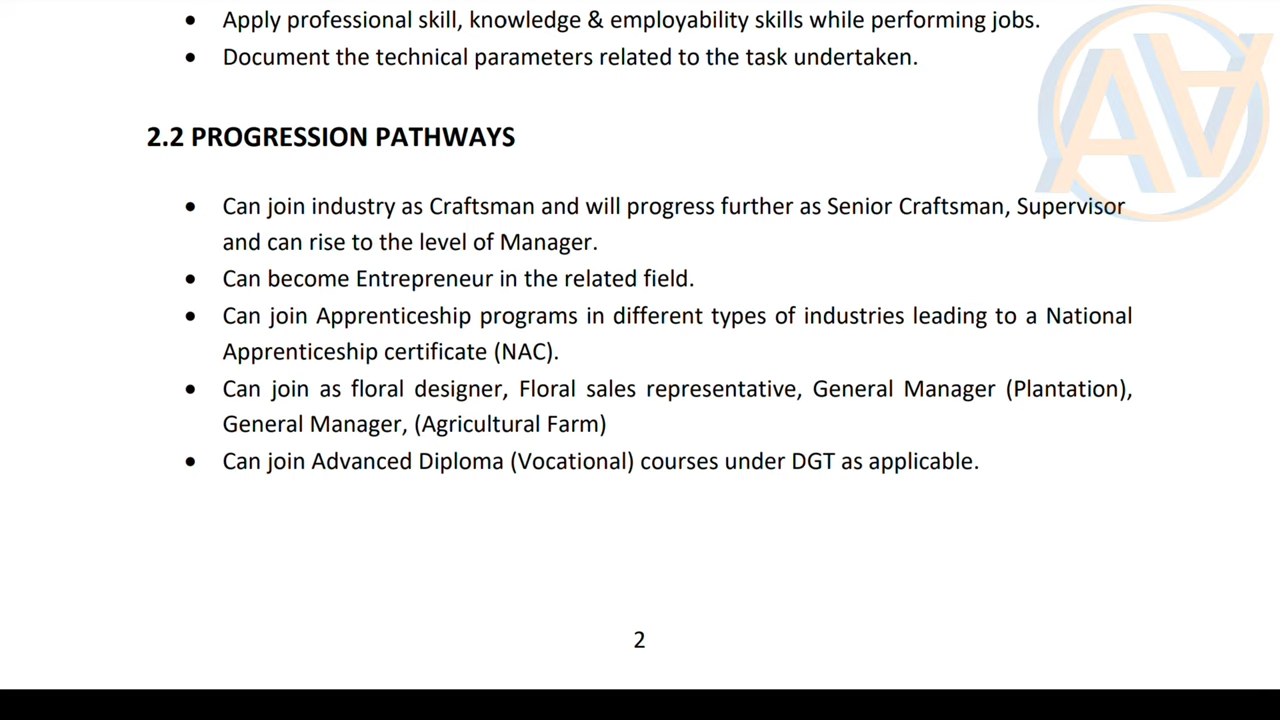 • Apply professional skill, knowledge & employability skills while performing jobs.
• Document the technical parameters related to the task undertaken.
2.2 PROGRESSION PATHWAYS
• Can join industry as Craftsman and will progress further as Senior Craftsman, Supervisor
and can rise to the level of Manager.
• Can become Entrepreneur in the related field.
• Can join Apprenticeship programs in different types of industries leading to a National
Apprenticeship certificate (NAC).
• Can join as floral designer, Floral sales representative, General Manager (Plantation),
General Manager, (Agricultural Farm)
• Can join Advanced Diploma (Vocational) courses under DGT as applicable.
2